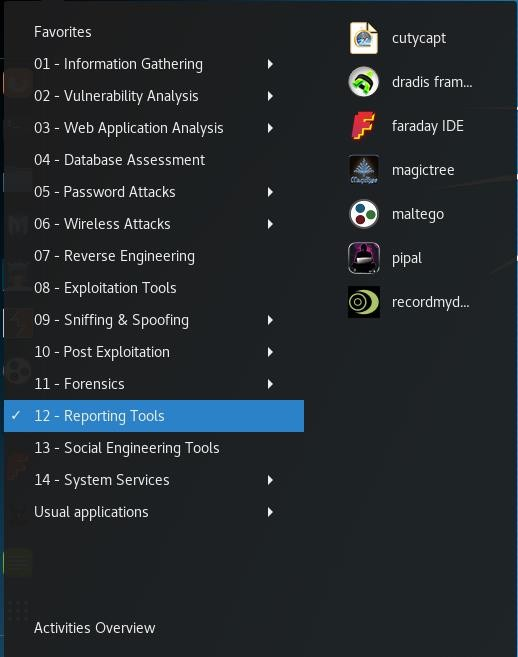 Favorites
01 - Information Gathering
02 - Vulnerability Analysis
03 - Web Application Analysis
04 - Database Assessment
05 - Password Attacks
06 - Wireless Attacks
07 - Reverse Engineering
08 - Exploitation Tools
09 - Sniffing & Spoofing
10 - Post Exploitation
11 - Forensics
12 - Reporting Tools
13 - Social Engineering Tools
14 - System Services
Usual applications
Activities Overview
cutycapt
dradis fram...
faraday IDE
magictree
maltego
pipal
recordmyd...